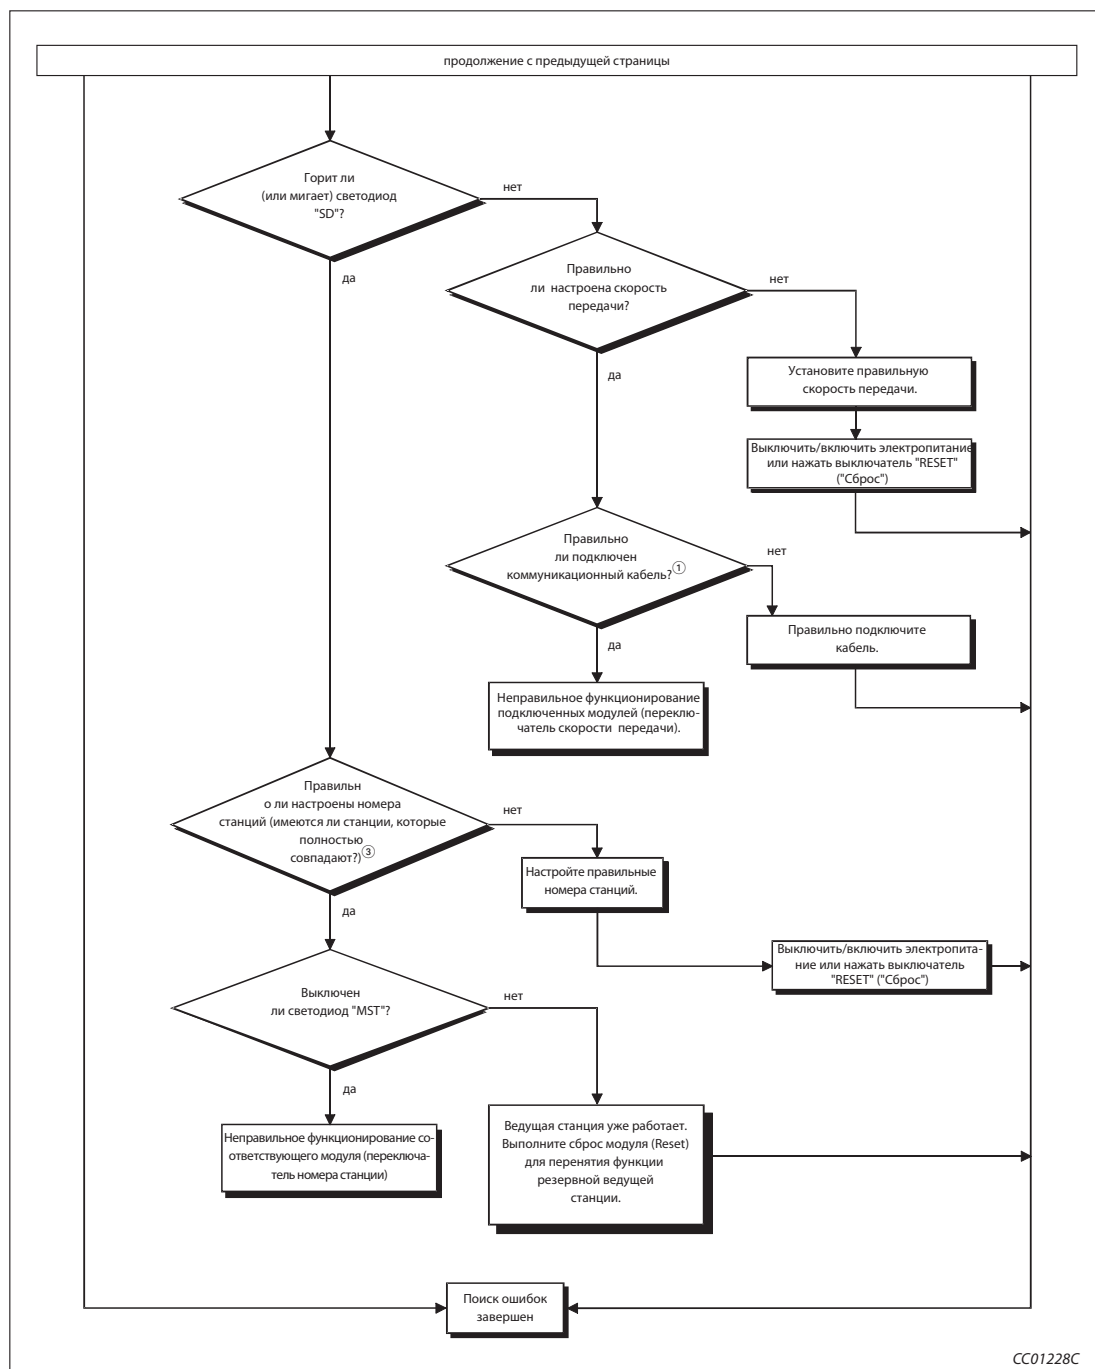 продолжение с предыдущей страницы
Горит ли
(или мигает) светодиод
"SD"?
нет
да
Правильно
ли настроена скорость
передачи?
нет
да
Установите правильную
скорость передачи.
Выключить/включить электропитание
или нажать выключатель "RESET"
("Сброс")
Правильно
ли подключен
коммуникационный кабель?①
нет
да
Правильно подключите
кабель.
Неправильное функционирование
подключенных модулей (переклю-
чатель скорости передачи).
Правильн
о ли настроены номера
станций (имеются ли станции, которые
полностью
совпадают?)③
нет
да
Настройте правильные
номера станций.
Выключить/включить электропита-
ние или нажать выключатель
"RESET" ("Сброс")
Выключен
ли светодиод "MST"?
нет
да
Неправильное функционирование со-
ответствующего модуля (переключа-
тель номера станции)
Ведущая станция уже работает.
Выполните сброс модуля (Reset)
для перенятия функции
резервной ведущей
станции.
Поиск ошибок
завершен
CC01228C